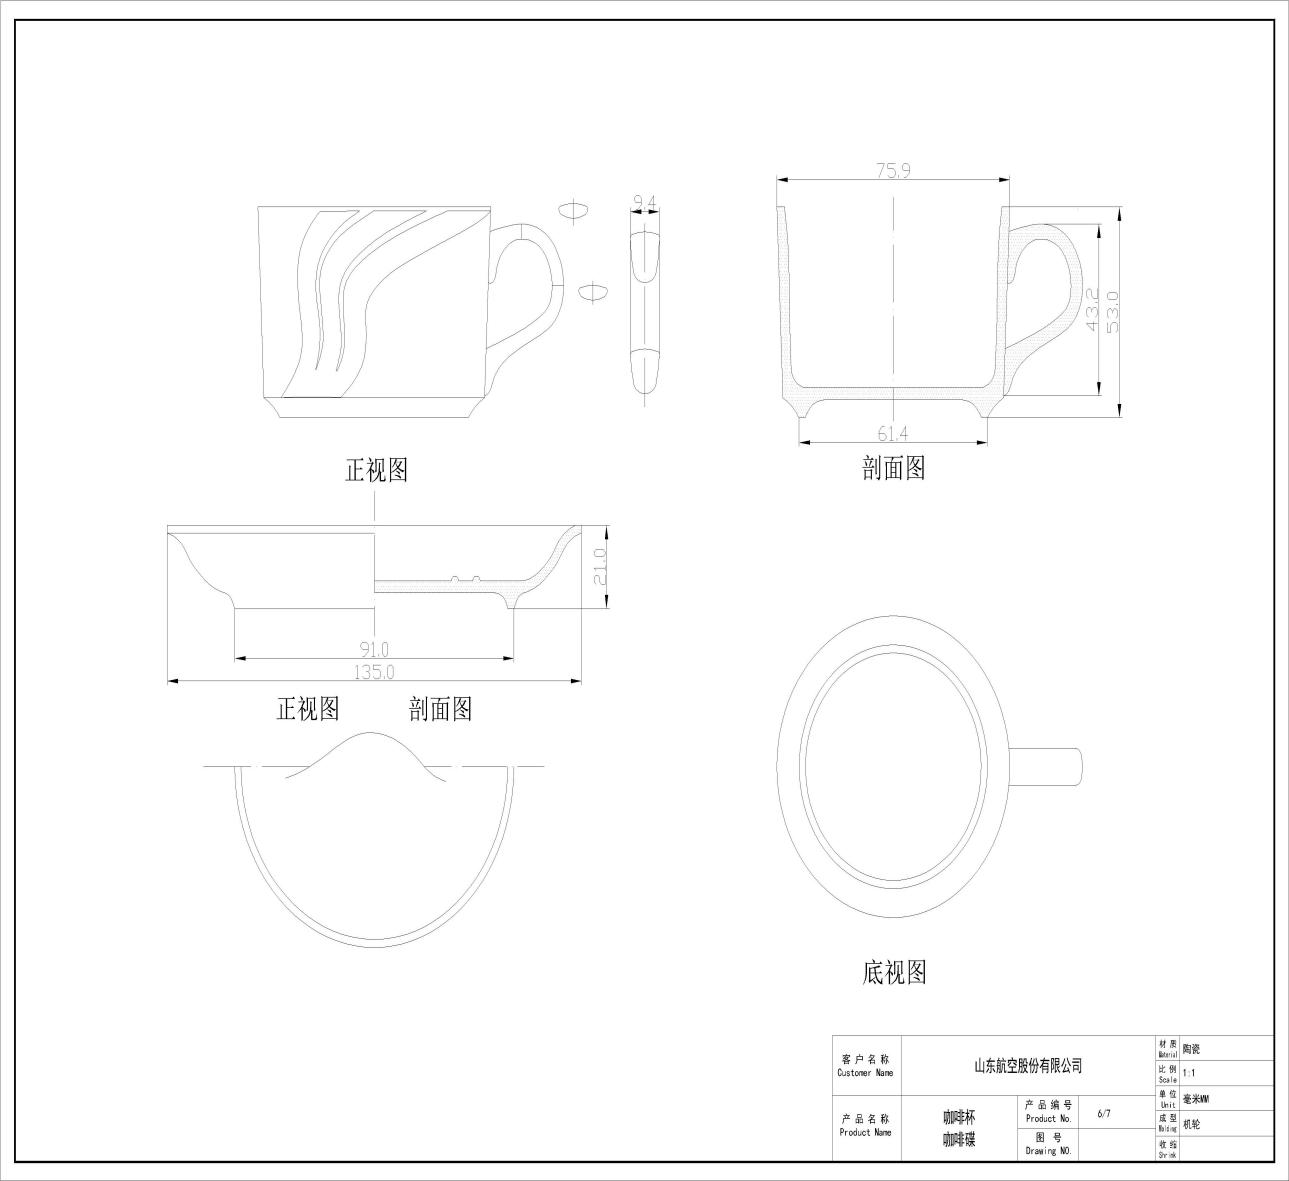 75.9
9.4
43.2
53.0
61.4
正视图
剖面图
21.0
91.0
135.0
正视图
剖面图
底视图
客户名称
Customer Name
山东航空股份有限公司
材质
Material
陶瓷
比例
Scale
1:1
单位
Unit
毫米MM
成型
Molding
机轮
收缩
Shrink
产品名称
Product Name
咖啡杯
咖啡碟
产品编号
Product No.
6/7
图号
Drawing NO.